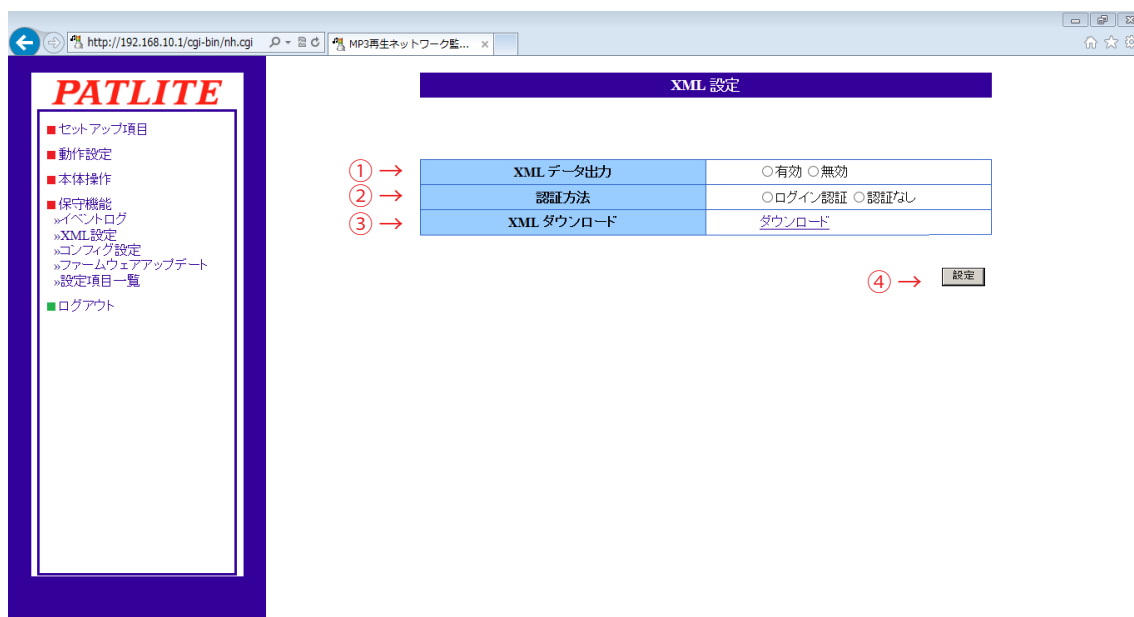 http://192.168.10.1/cgi-bin/nh.cgi
MP3再生ネットワーク監...
PATLITE
■セットアップ項目
■動作設定
■本体操作
■保守機能
»イベントログ
»XML設定
»コンフィグ設定
»ファームウェアアップデート
»設定項目一覧
■ログアウト
XML 設定
① → XML データ出力 ○有効 ○無効
② → 認証方法 ○ログイン認証 ○認証なし
③ → XML ダウンロード ダウンロード
④ → 設定